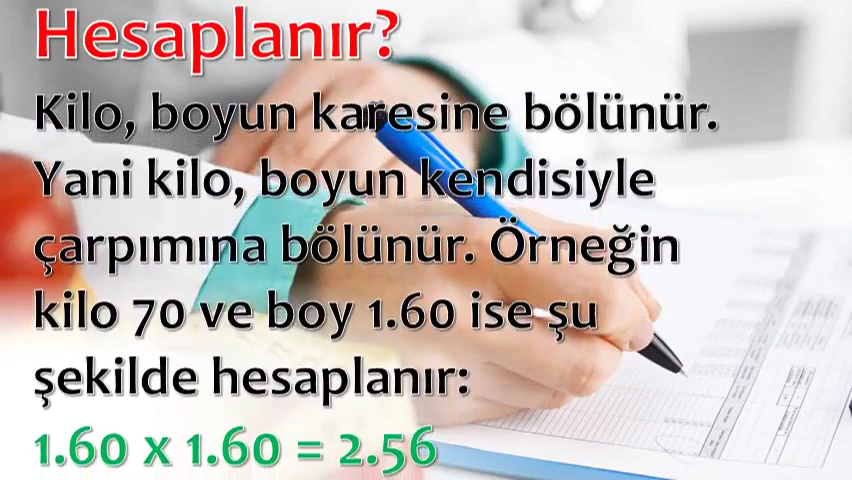 Hesaplanır?
Kilo, boyun karesine bölünür.
Yani kilo, boyun kendisiyle
çarpımına bölünür. Örneğin
kilo 70 ve boy 1.60 ise şu
şekilde hesaplanır:
1.60 x 1.60 = 2.56